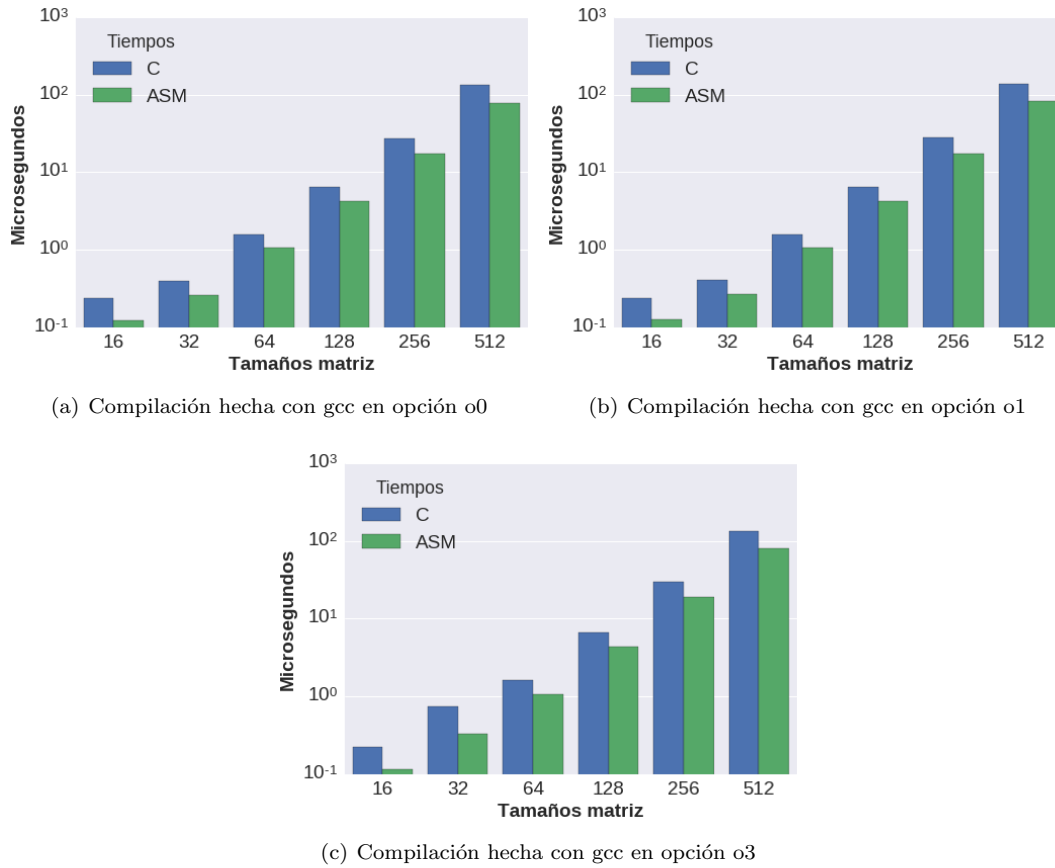 10³
10²
10¹
10⁰
10⁻¹
Microsegundos
Tiempos
C
ASM
16 32 64 128 256 512
Tamaños matriz
(a) Compilación hecha con gcc en opción o0
10³
10²
10¹
10⁰
10⁻¹
Microsegundos
Tiempos
C
ASM
16 32 64 128 256 512
Tamaños matriz
(b) Compilación hecha con gcc en opción o1
10³
10²
10¹
10⁰
10⁻¹
Microsegundos
Tiempos
C
ASM
16 32 64 128 256 512
Tamaños matriz
(c) Compilación hecha con gcc en opción o3